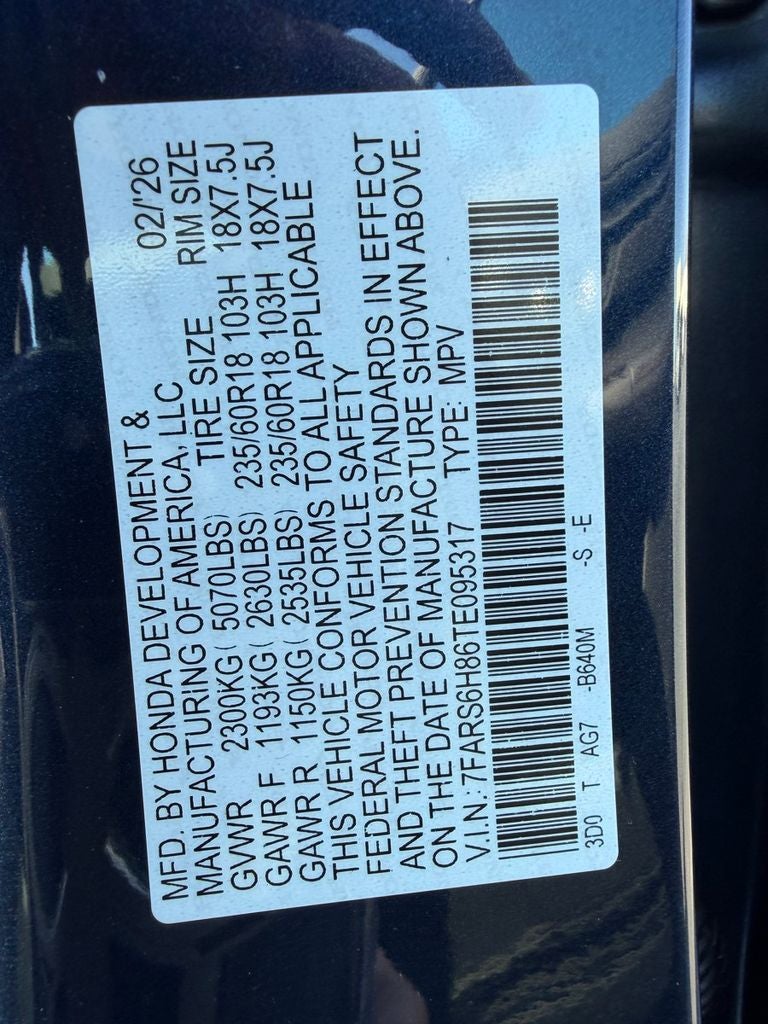 MFD. BY HONDA DEVELOPMENT &
MANUFACTURING OF AMERICA, LLC 02/'26
TIRE SIZE RIM SIZE
GVWR 2300KG( 5070LBS)
GAWR F 1193KG( 2630LBS) 235/60R18 103H 18X7.5J
GAWR R 1150KG( 2535LBS) 235/60R18 103H 18X7.5J
THIS VEHICLE CONFORMS TO ALL APPLICABLE
FEDERAL MOTOR VEHICLE SAFETY
AND THEFT PREVENTION STANDARDS IN EFFECT
ON THE DATE OF MANUFACTURE SHOWN ABOVE.
V.I.N.: 7FARS6H86TE095317 TYPE: MPV
3D0 T AG7 -B640M -S -E